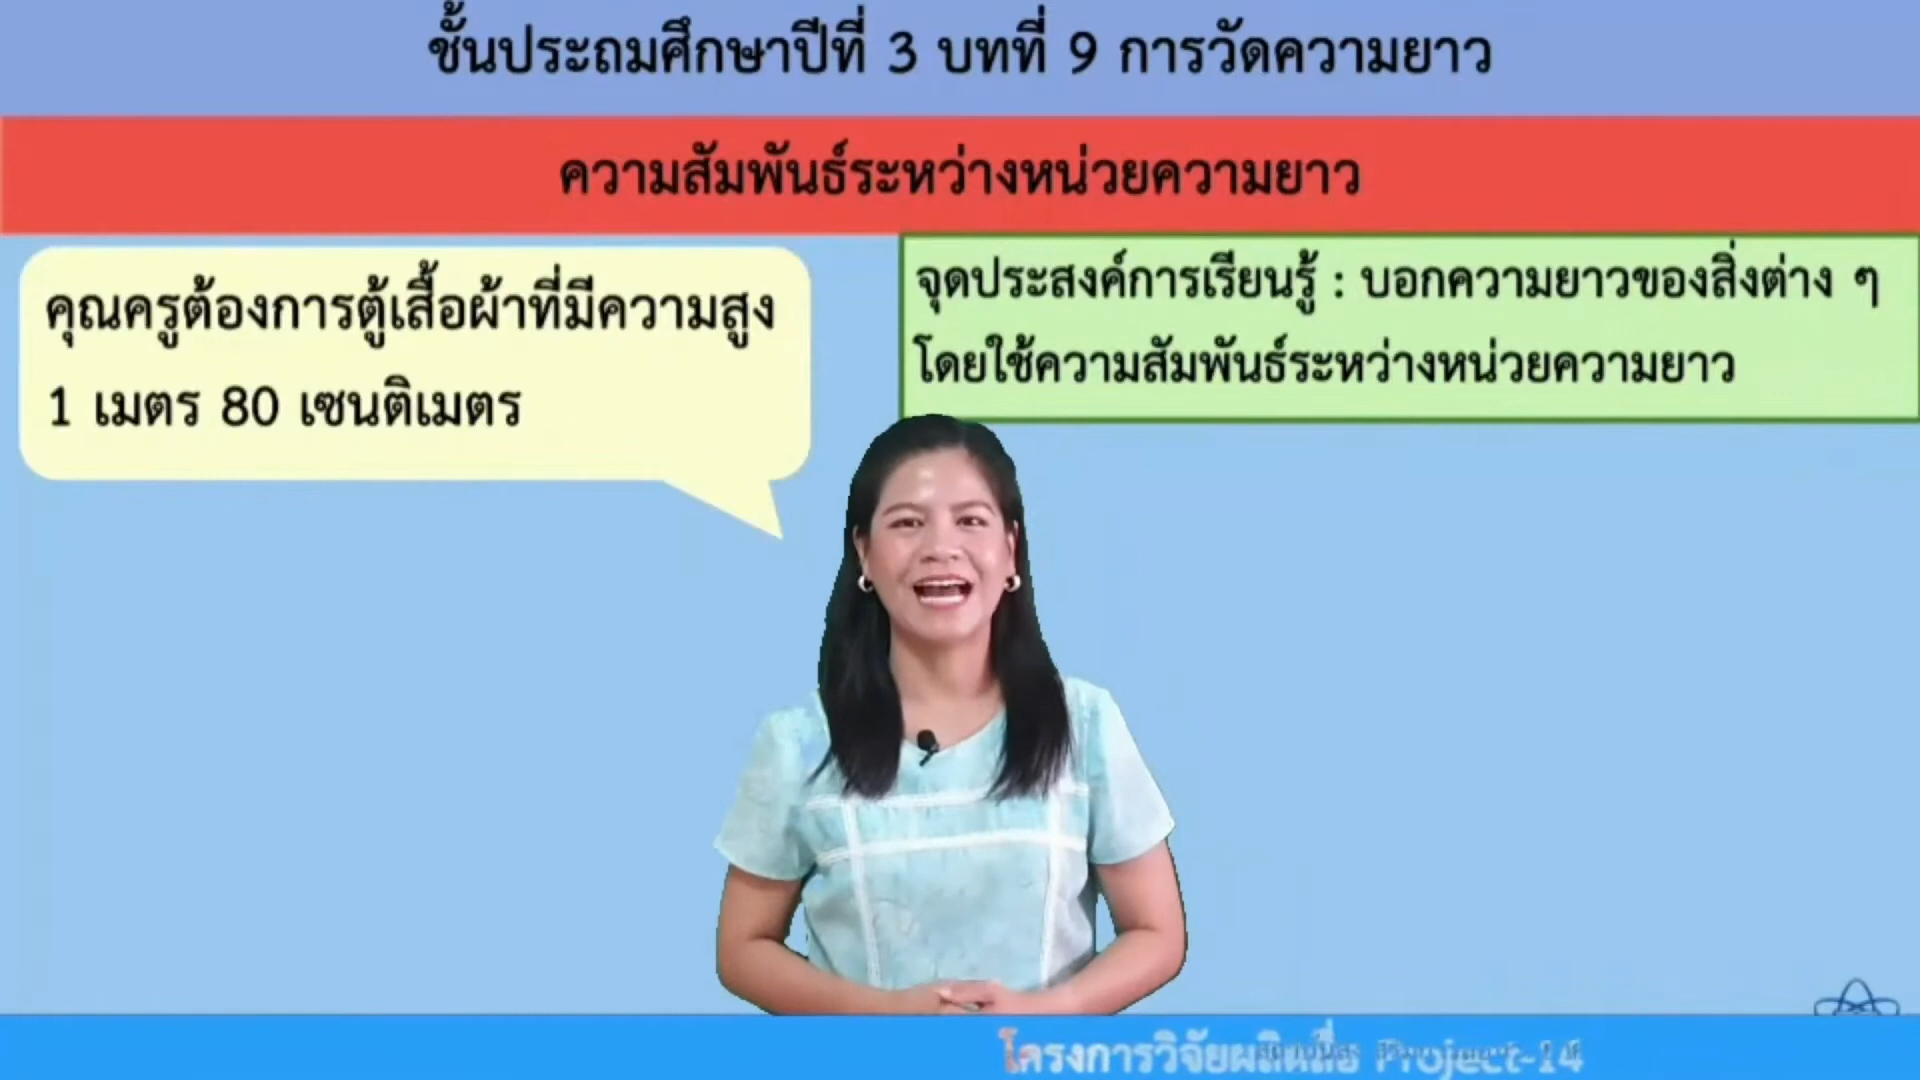 ชั้นประถมศึกษาปีที่ 3 บทที่ 9 การวัดความยาว
ความสัมพันธ์ระหว่างหน่วยความยาว
คุณครูต้องการตู้เสื้อผ้าที่มีความสูง
1 เมตร 80 เซนติเมตร
จุดประสงค์การเรียนรู้ : บอกความยาวของสิ่งต่าง ๆ
โดยใช้ความสัมพันธ์ระหว่างหน่วยความยาว
โครงการวิจัยผลิตสื่อ Project-14